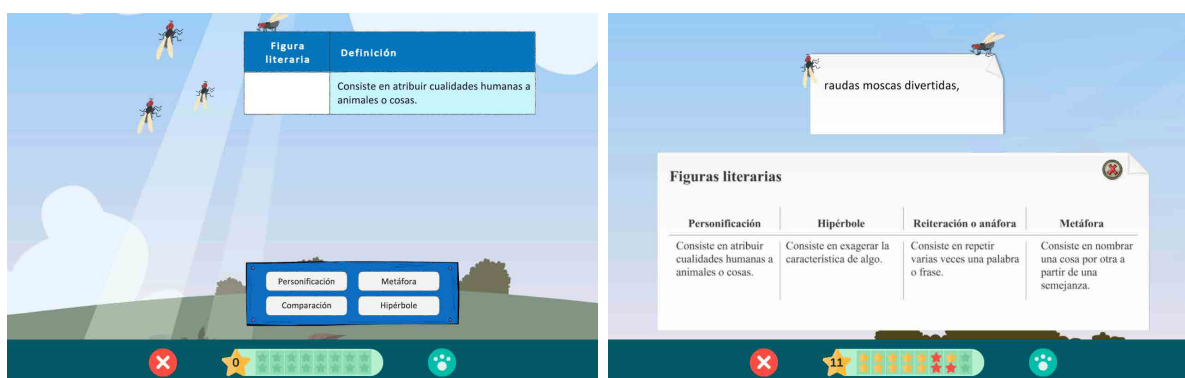 Figura
literaria
Definición
Consiste en atribuir cualidades humanas a
animales o cosas.
Personificación
Metáfora
Comparación
Hipérbole
0
raudas moscas divertidas,
Figuras literarias
Personificación
Hipérbole
Reiteración o anáfora
Metáfora
Consiste en atribuir
cualidades humanas a
animales o cosas.
Consiste en exagerar la
característica de algo.
Consiste en repetir
varias veces una palabra
o frase.
Consiste en nombrar
una cosa por otra a
partir de una
semejanza.
11